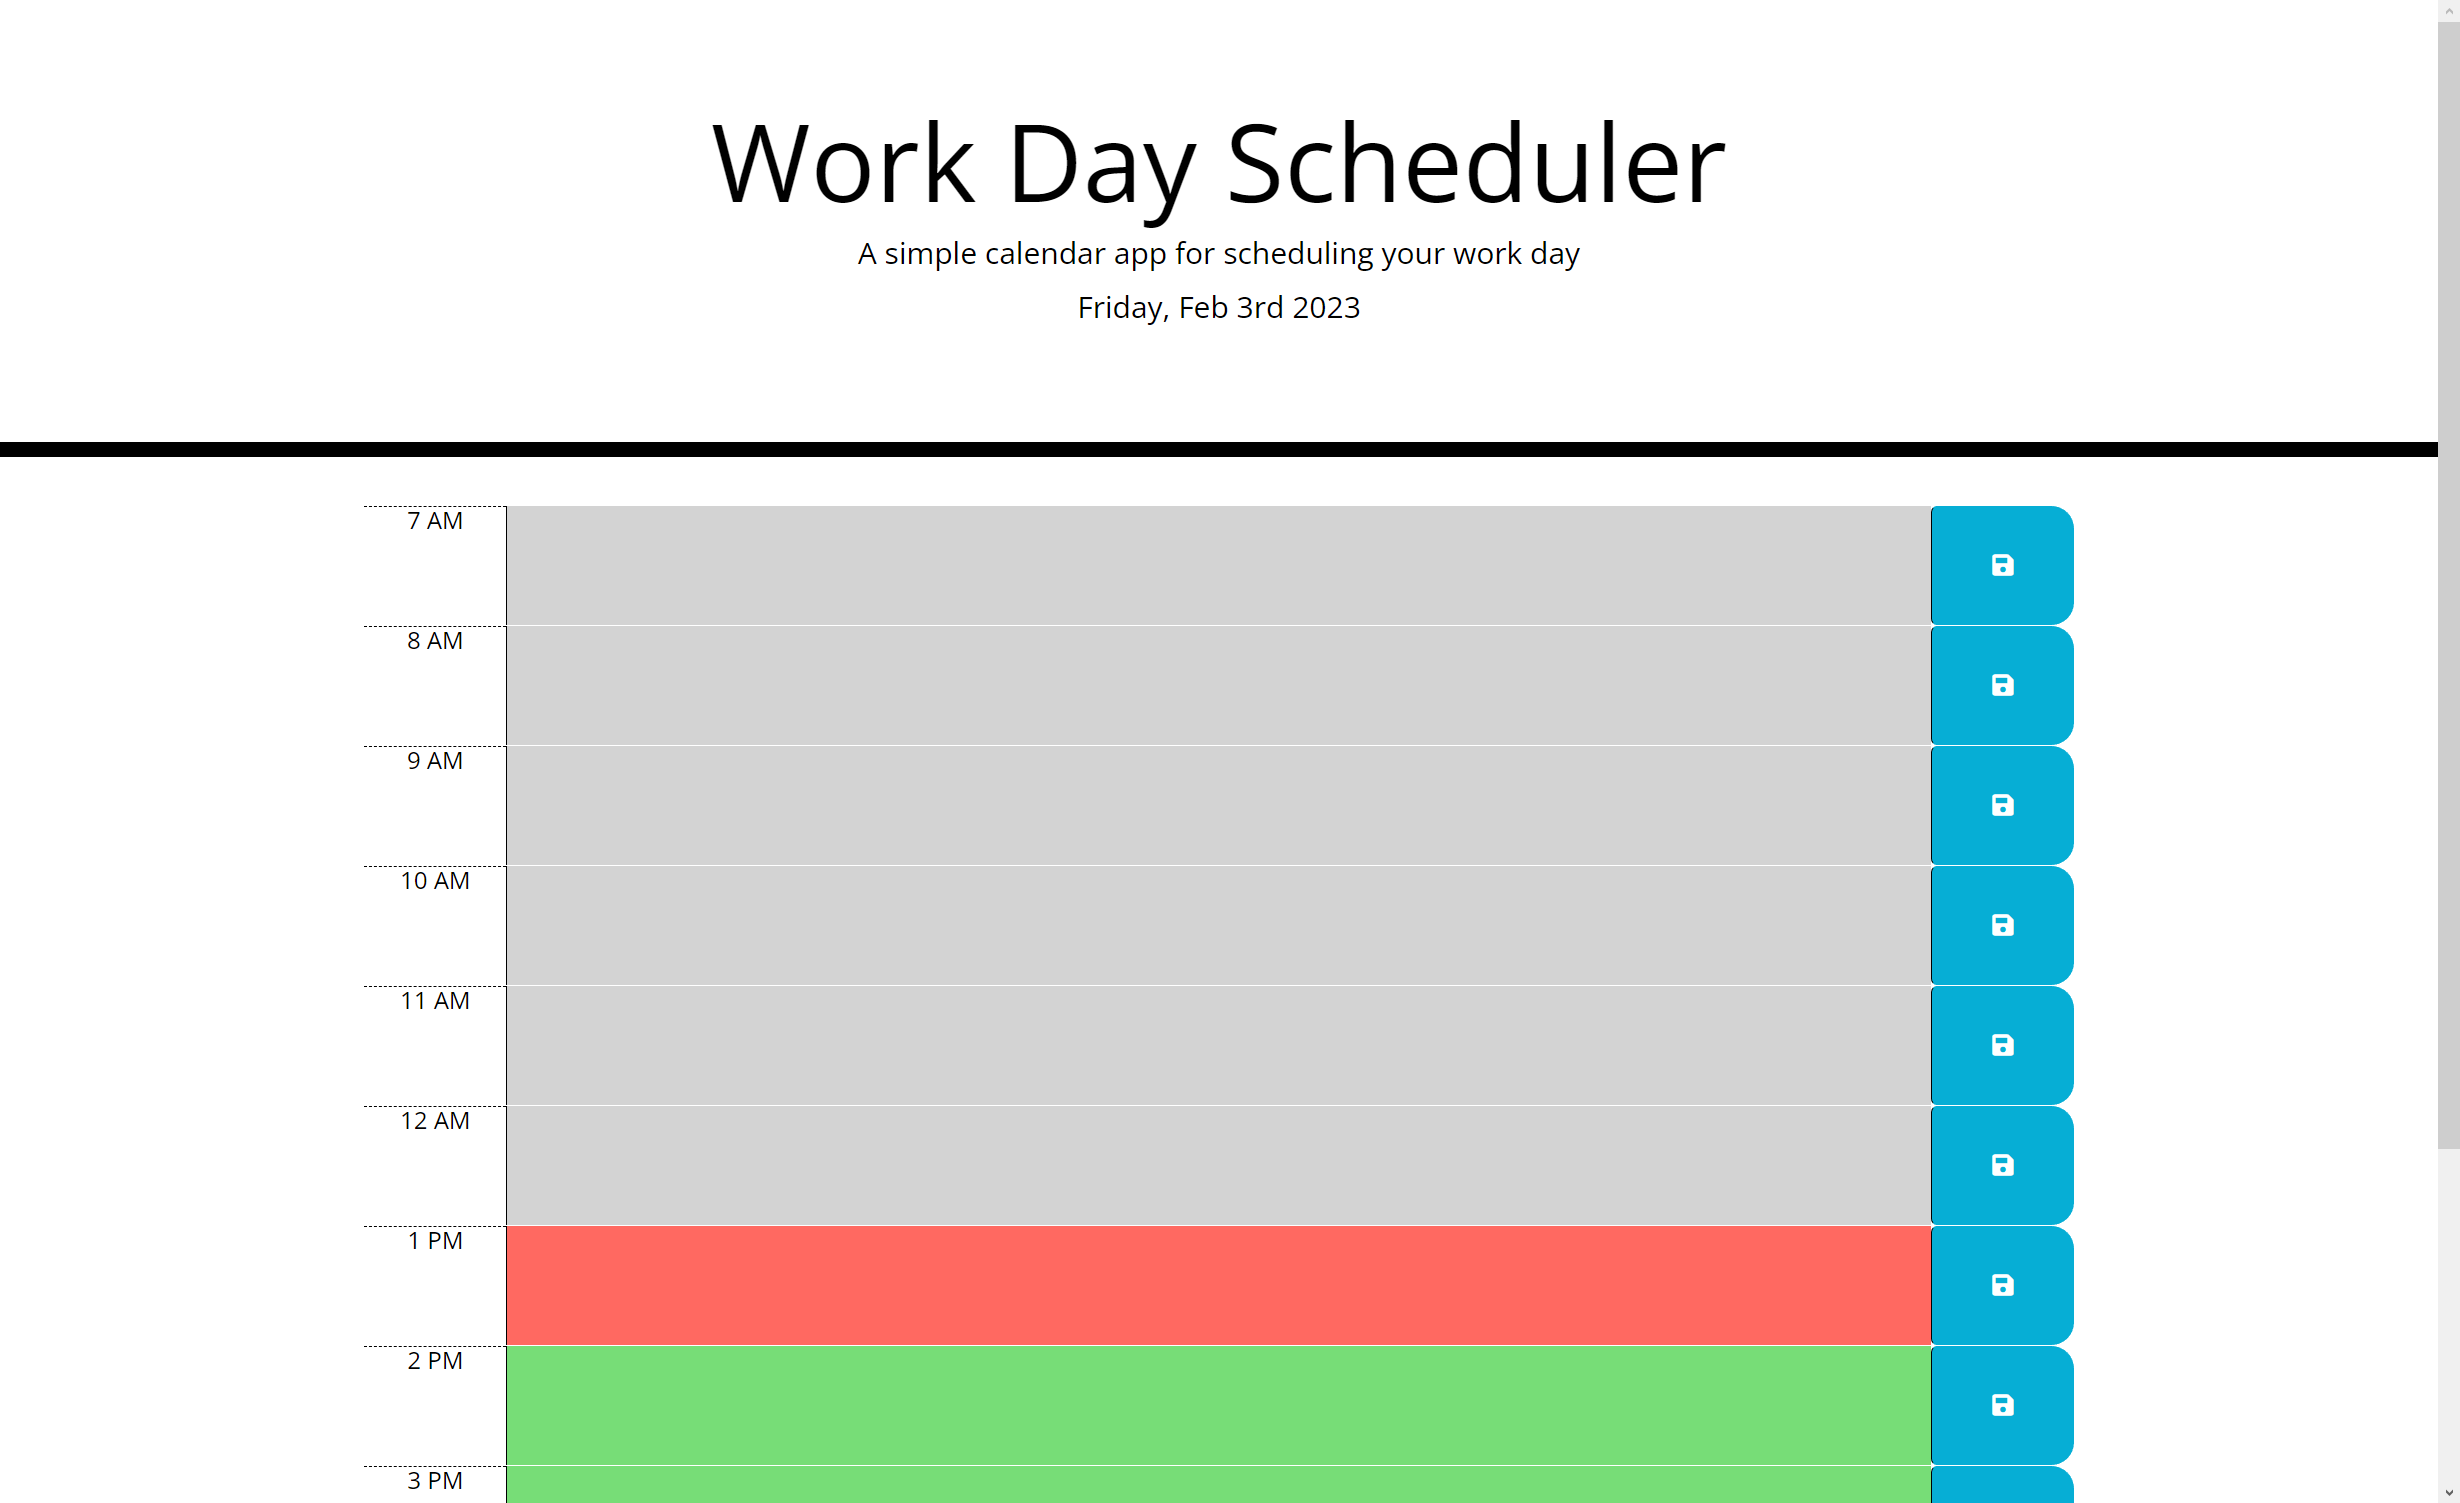 Work Day Scheduler
A simple calendar app for scheduling your work day
Friday, Feb 3rd 2023
7 AM
8 AM
9 AM
10 AM
11 AM
12 AM
1 PM
2 PM
3 PM